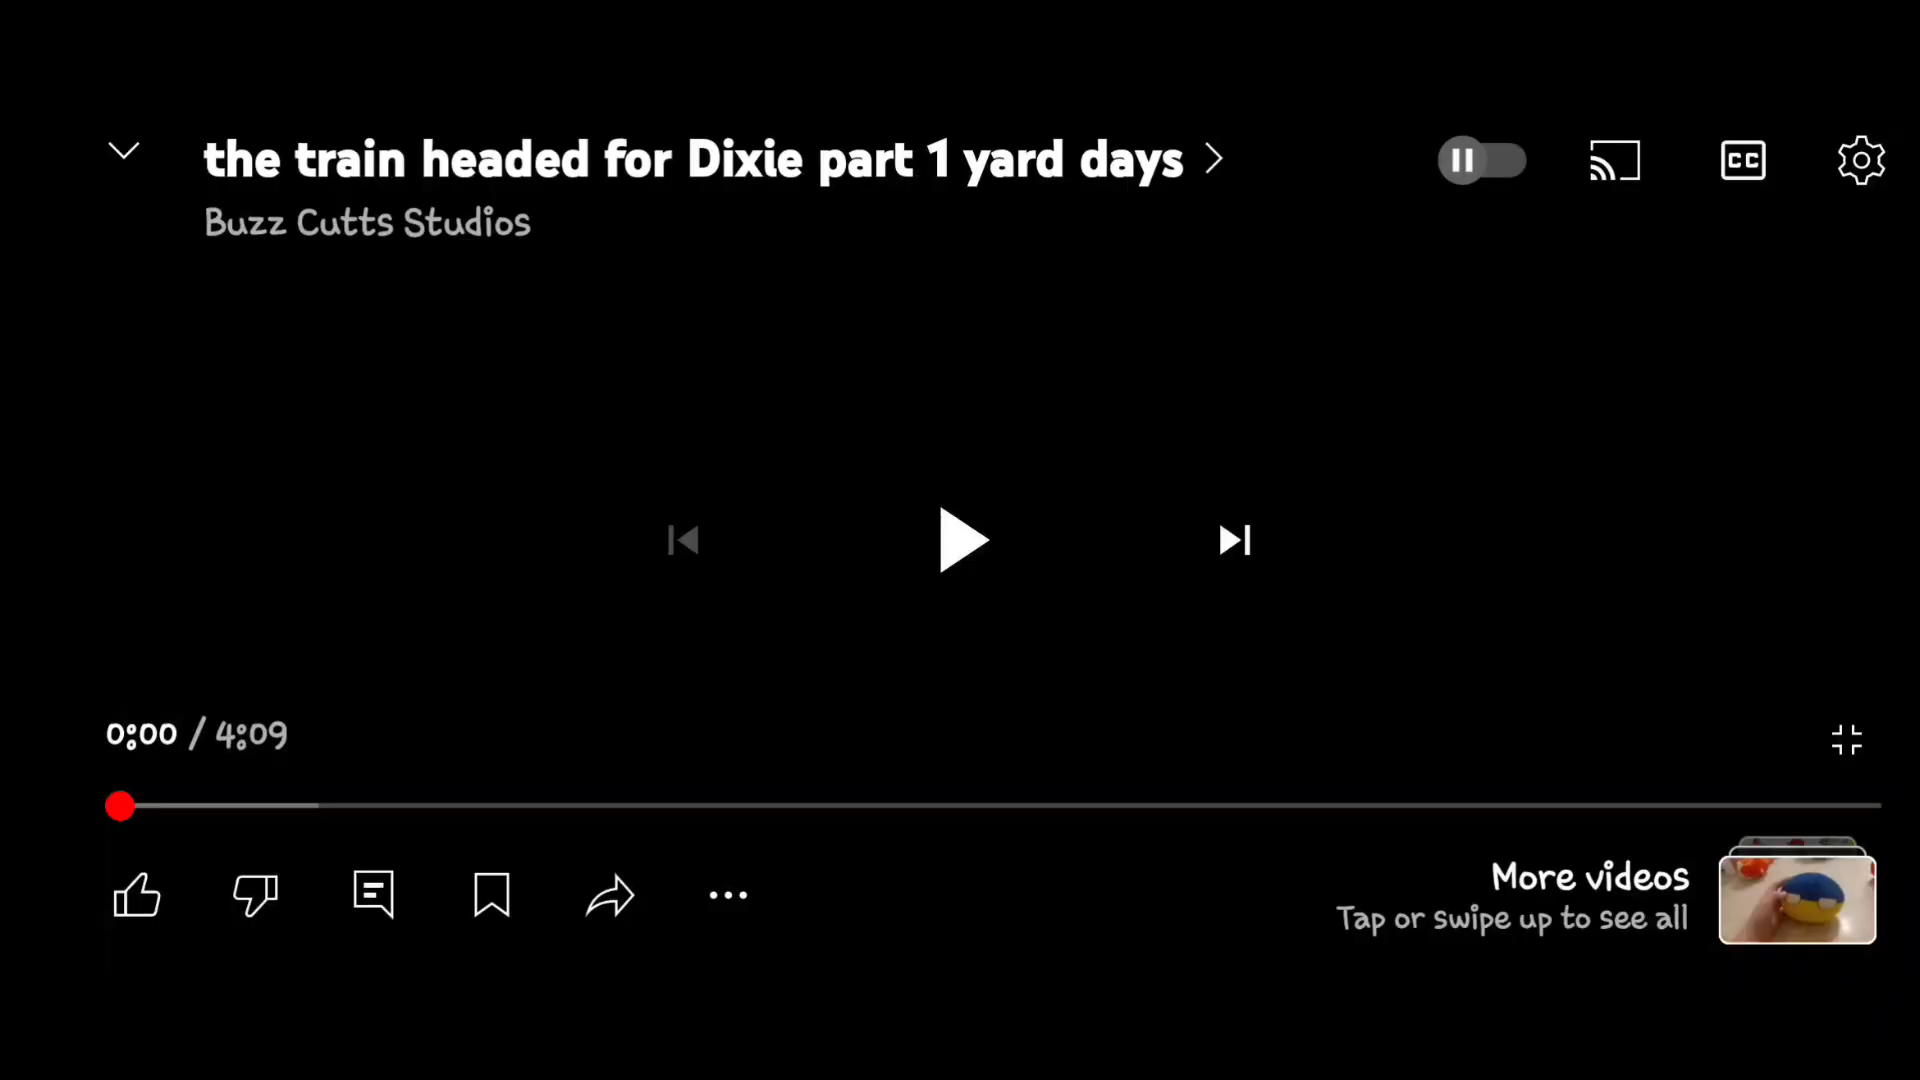 the train headed for Dixie part 1 yard days
Buzz Cutts Studios
CC
0:00 / 4:09
More videos
Tap or swipe up to see all